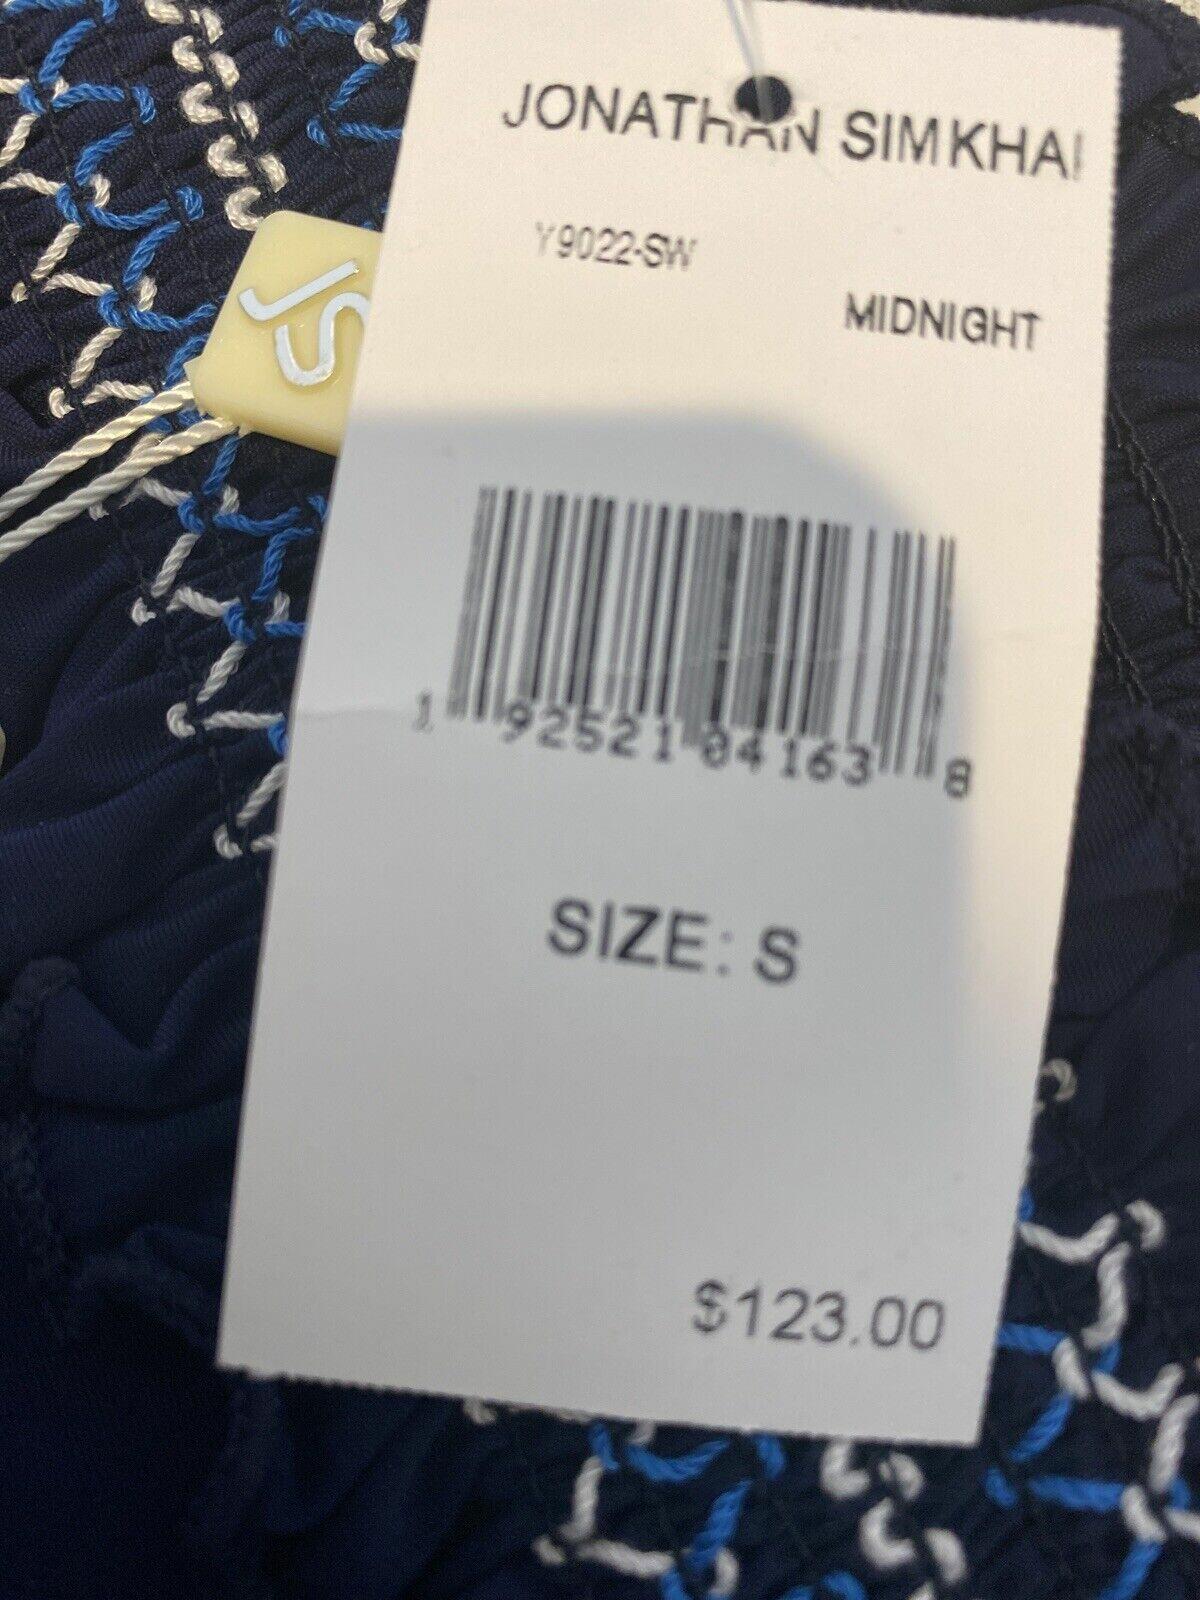 JONATHAN SIMKHAI
Y9022-SW
MIDNIGHT
JS
1 92521 04163 8
SIZE: S
$123.00